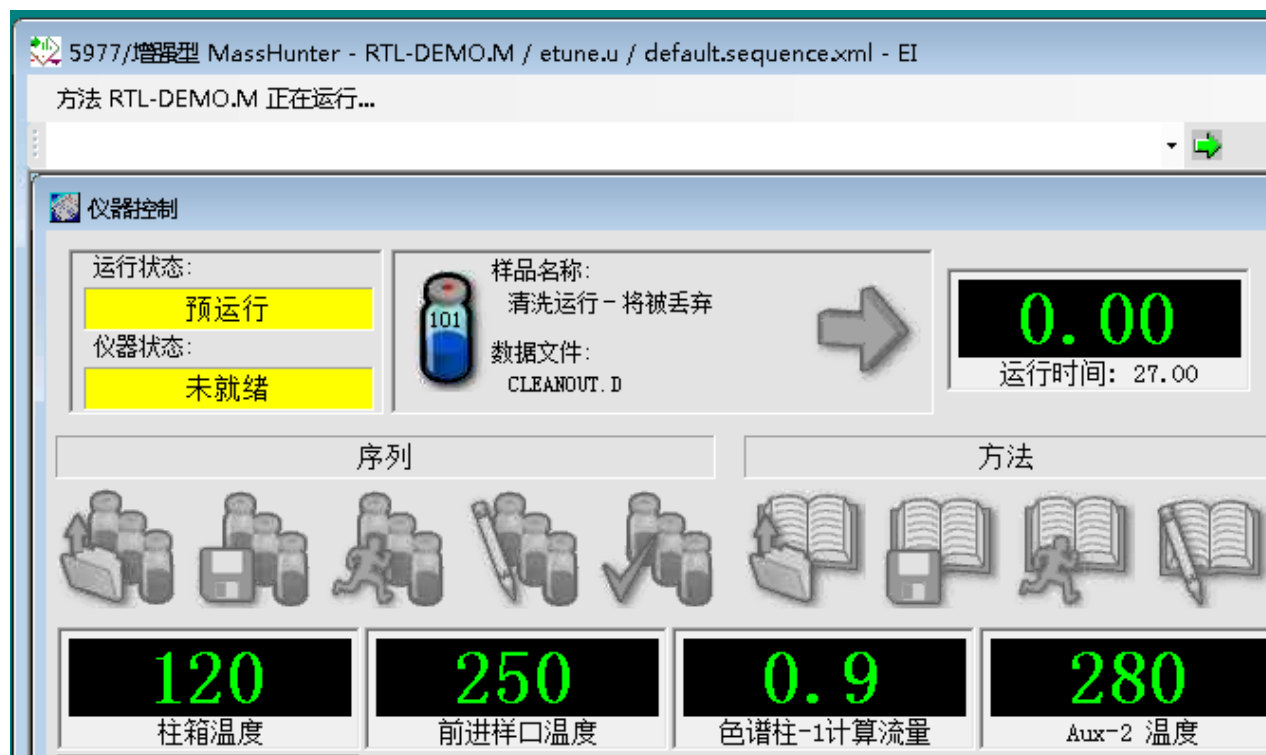 5977/增强型 MassHunter - RTL-DEMO.M / etune.u / default.sequence.xml - EI
方法 RTL-DEMO.M 正在运行...
仪器控制
运行状态:
预运行
仪器状态:
未就绪
101
样品名称:
清洗运行 - 将被丢弃
数据文件:
CLEANOUT.D
0.00
运行时间: 27.00
序列
方法
120
柱箱温度
250
前进样口温度
0.9
色谱柱-1计算流量
280
Aux-2 温度